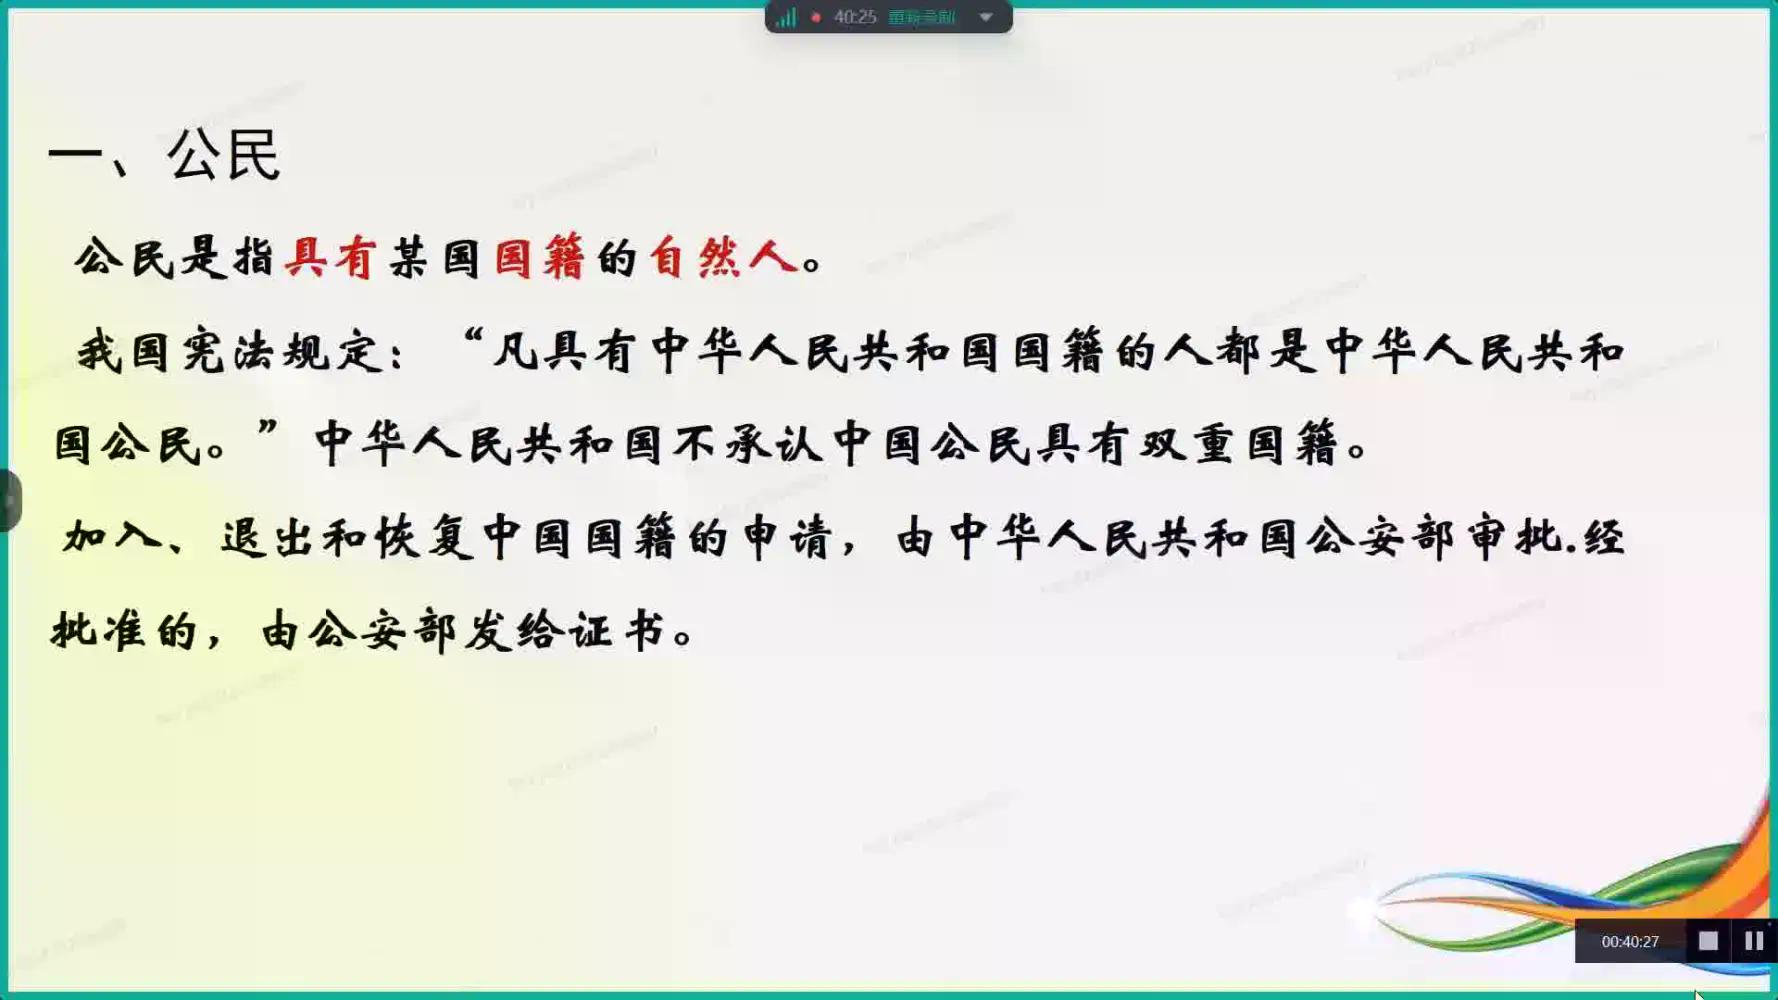 40:25
一、公民
公民是指具有某国国籍的自然人。
我国宪法规定：“凡具有中华人民共和国国籍的人都是中华人民共和
国公民。”中华人民共和国不承认中国公民具有双重国籍。
加入、退出和恢复中国国籍的申请，由中华人民共和国公安部审批.经
批准的，由公安部发给证书。
00:40:27